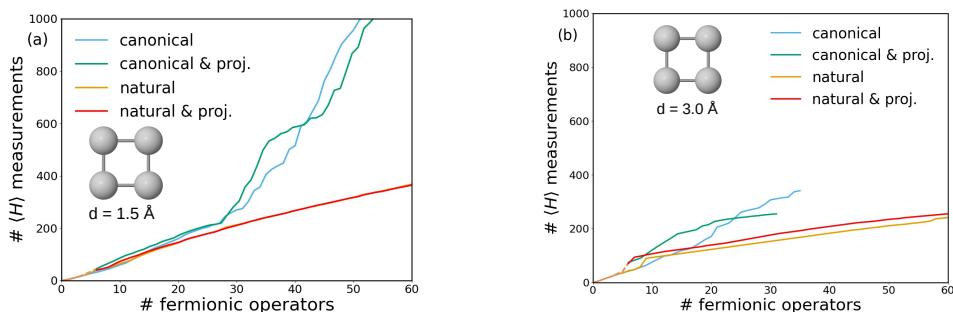 (a)
canonical
canonical & proj.
natural
natural & proj.
d = 1.5 Å
1000
800
600
400
200
0
# ⟨H⟩ measurements
0 10 20 30 40 50 60
# fermionic operators
(b)
d = 3.0 Å
canonical
canonical & proj.
natural
natural & proj.
1000
800
600
400
200
0
# ⟨H⟩ measurements
0 10 20 30 40 50 60
# fermionic operators